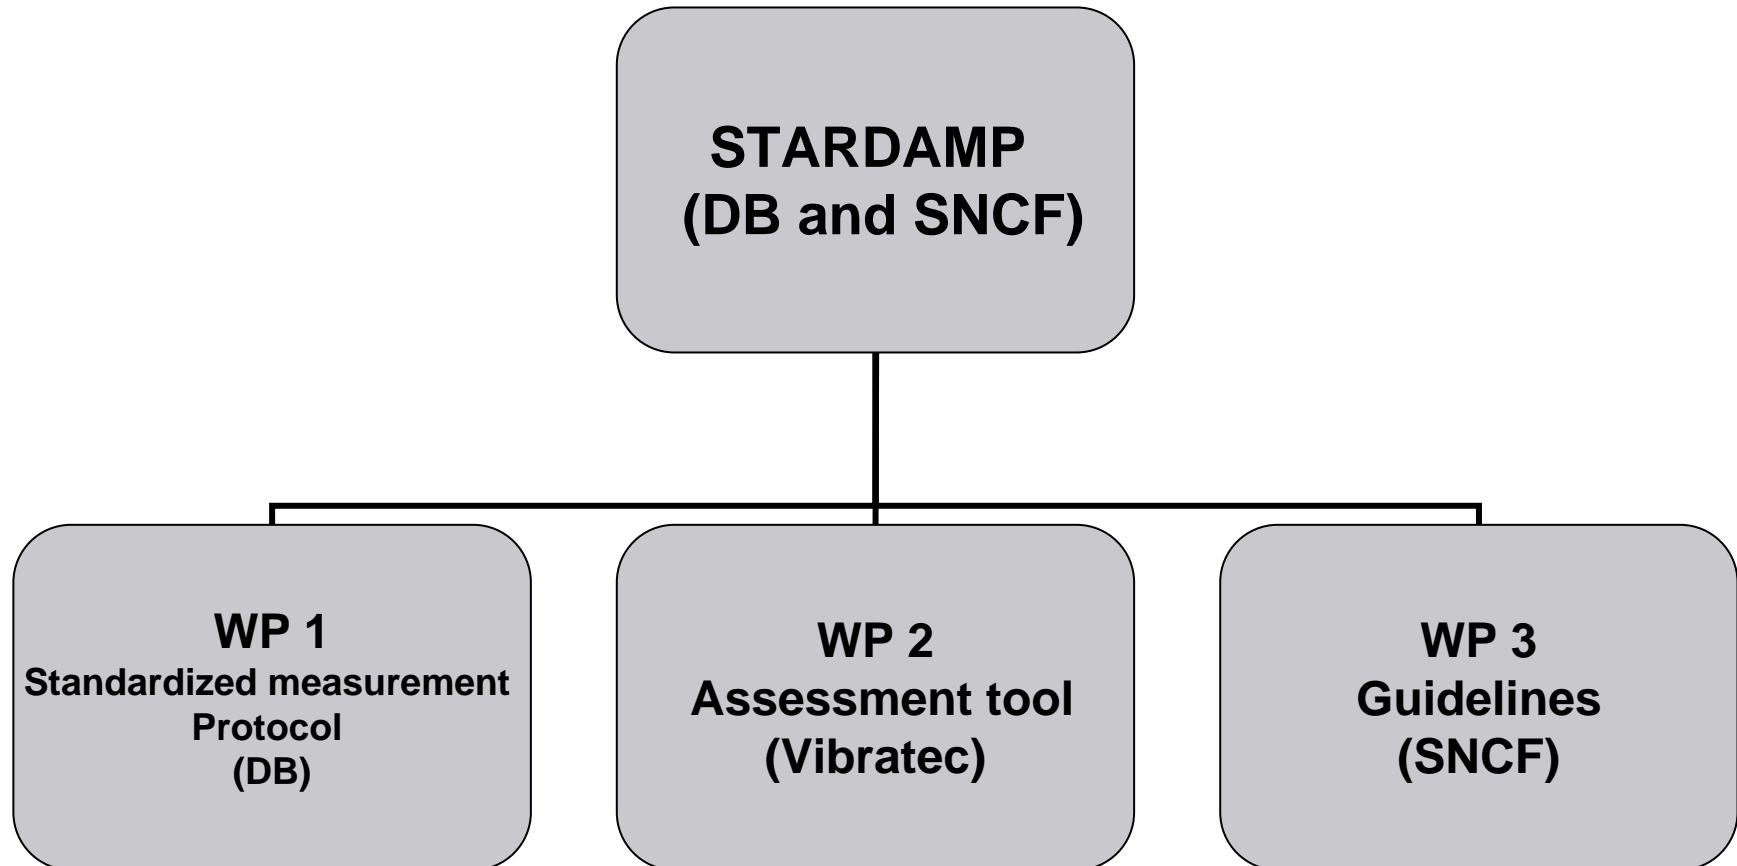 STARDAMP
(DB and SNCF)
WP 1
Standardized measurement
Protocol
(DB)
WP 2
Assessment tool
(Vibratec)
WP 3
Guidelines
(SNCF)